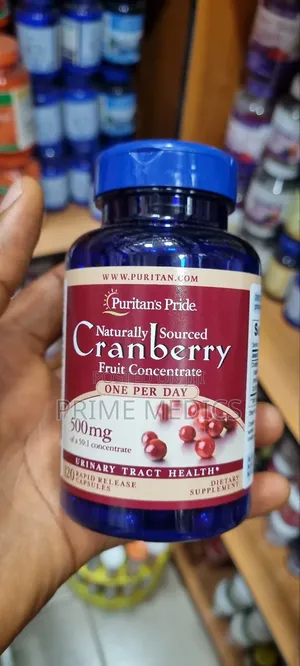 WWW.PURITAN.COM
Puritan's Pride®
Naturally Sourced
Cranberry
Fruit Concentrate
ONE PER DAY
PRIME MEDICS
500mg
of a 50:1 concentrate
URINARY TRACT HEALTH*
120 RAPID RELEASE
CAPSULES
DIETARY
SUPPLEMENT